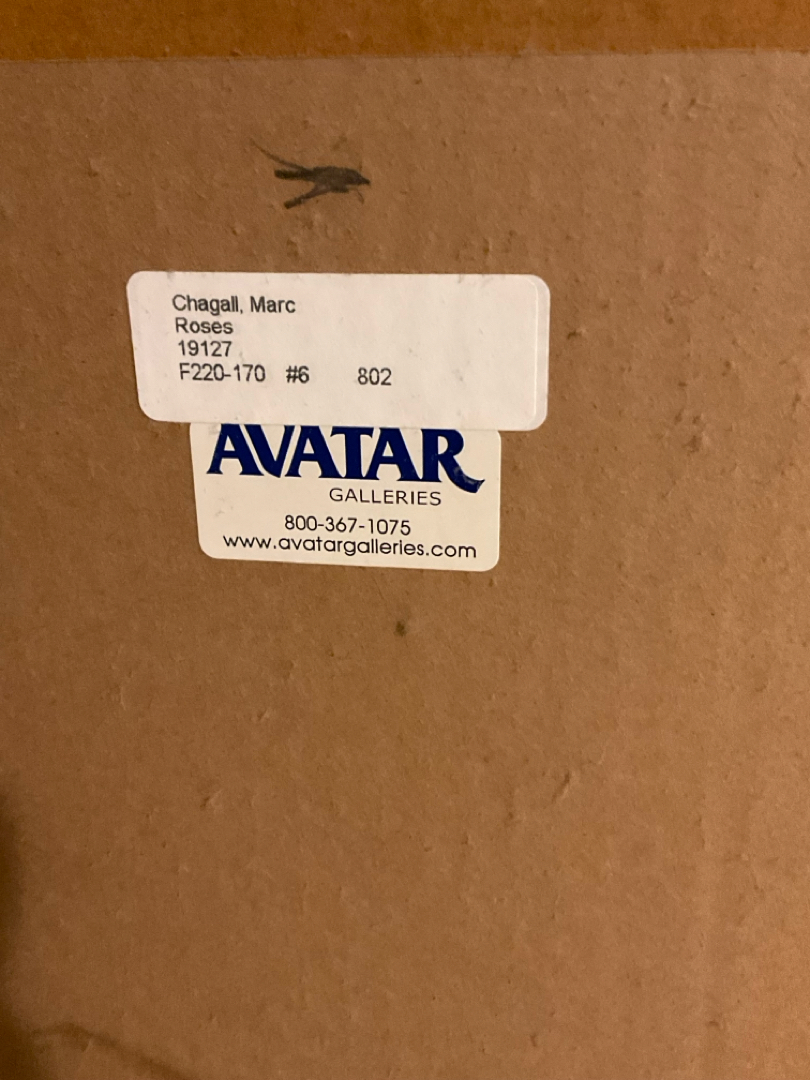 Chagall, Marc
Roses
19127
F220-170 #6 802
AVATAR
GALLERIES
800-367-1075
www.avatargalleries.com